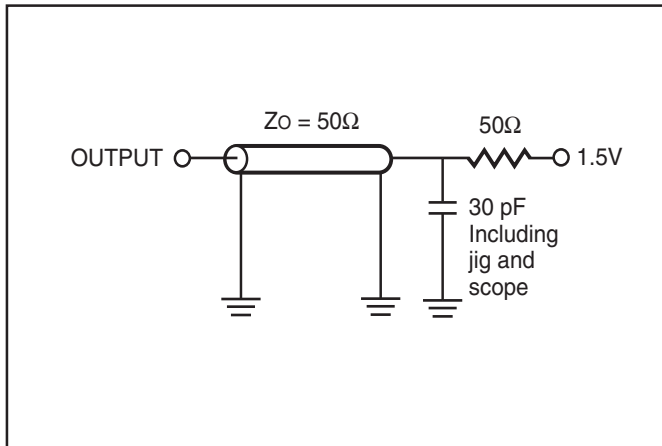 ZO = 50Ω
50Ω
OUTPUT
1.5V
30 pF
Including
jig and
scope